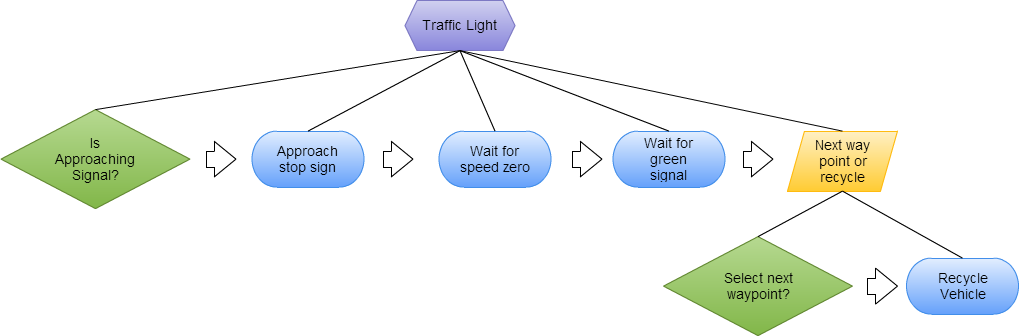 Traffic Light
Is
Approaching
Signal?
Approach
stop sign
Wait for
speed zero
Wait for
green
signal
Next way
point or
recycle
Select next
waypoint?
Recycle
Vehicle